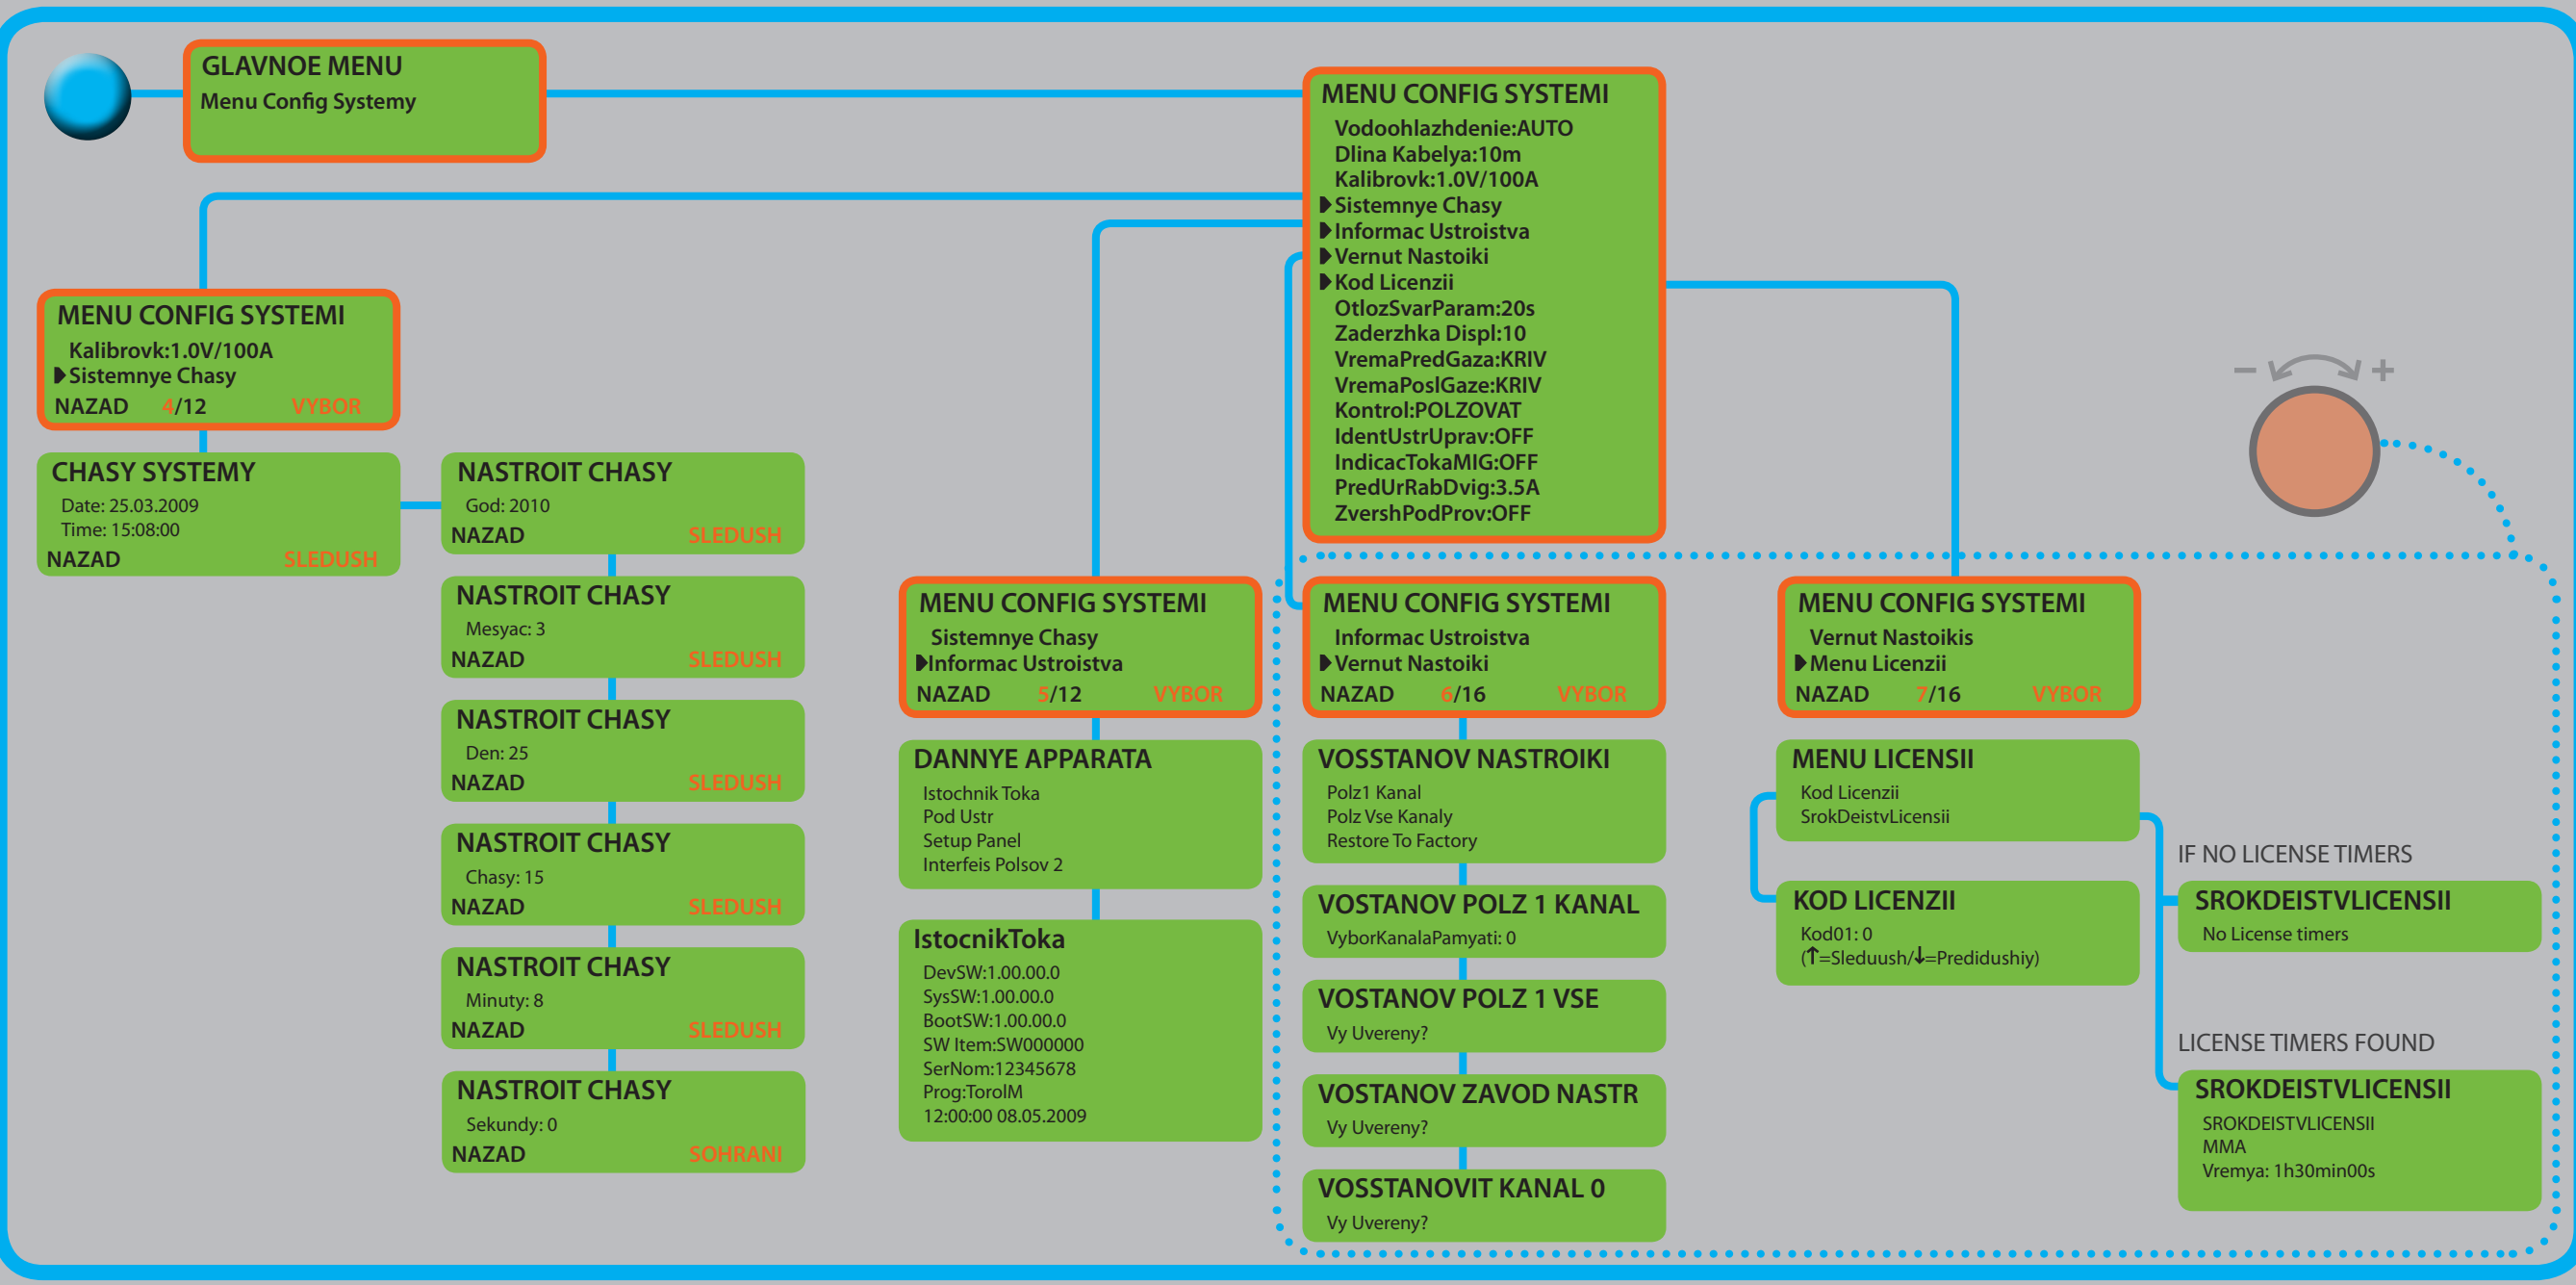 GLAVNOE MENU
Menu Config Systemy
MENU CONFIG SYSTEMI
Vodoohlazhdenie:AUTO
Dlina Kabelya:10m
Kalibrovk:1.0V/100A
Sistemnye Chasy
Informac Ustroistva
Vernut Nastoiki
Kod Licenzii
OtlozSvarParam:20s
Zaderzhka Displ:10
VremaPredGaza:KRIV
VremaPoslGaze:KRIV
Kontrol:POLZOVAT
IdentUstrUprav:OFF
IndicacTokaMIG:OFF
PredUrRabDvig:3.5A
ZvershPodProv:OFF
MENU CONFIG SYSTEMI
Kalibrovk:1.0V/100A
Sistemnye Chasy
NAZAD 4/12 VYBOR
CHASY SYSTEMY
Date: 25.03.2009
Time: 15:08:00
NAZAD SLEDUSH
NASTROIT CHASY
God: 2010
NAZAD SLEDUSH
NASTROIT CHASY
Mesyac: 3
NAZAD SLEDUSH
NASTROIT CHASY
Den: 25
NAZAD SLEDUSH
NASTROIT CHASY
Chasy: 15
NAZAD SLEDUSH
NASTROIT CHASY
Minuty: 8
NAZAD SLEDUSH
NASTROIT CHASY
Sekundy: 0
NAZAD SOHRANI
MENU CONFIG SYSTEMI
Sistemnye Chasy
Informac Ustroistva
NAZAD 5/12 VYBOR
DANNYE APPARATA
Istochnik Toka
Pod Ustr
Setup Panel
Interfeis Polsov 2
IstocnikToka
DevSW:1.00.00.0
SysSW:1.00.00.0
BootSW:1.00.00.0
SW Item:SW000000
SerNom:12345678
Prog:TorolM
12:00:00 08.05.2009
MENU CONFIG SYSTEMI
Informac Ustroistva
Vernut Nastoiki
NAZAD 6/16 VYBOR
VOSSTANOV NASTROIKI
Polz1 Kanal
Polz Vse Kanaly
Restore To Factory
VOSTANOV POLZ 1 KANAL
VyborKanalaPamyati: 0
VOSTANOV POLZ 1 VSE
Vy Uvereny?
VOSTANOV ZAVOD NASTR
Vy Uvereny?
VOSSTANOVIT KANAL 0
Vy Uvereny?
MENU CONFIG SYSTEMI
Vernut Nastoikis
Menu Licenzii
NAZAD 7/16 VYBOR
MENU LICENSII
Kod Licenzii
SrokDeistvLicensii
KOD LICENZII
Kod01: 0
(↑=Sleduush/↓=Predidushiy)
IF NO LICENSE TIMERS
SROKDEISTVLICENSII
No License timers
LICENSE TIMERS FOUND
SROKDEISTVLICENSII
SROKDEISTVLICENSII
MMA
Vremya: 1h30min00s
− +